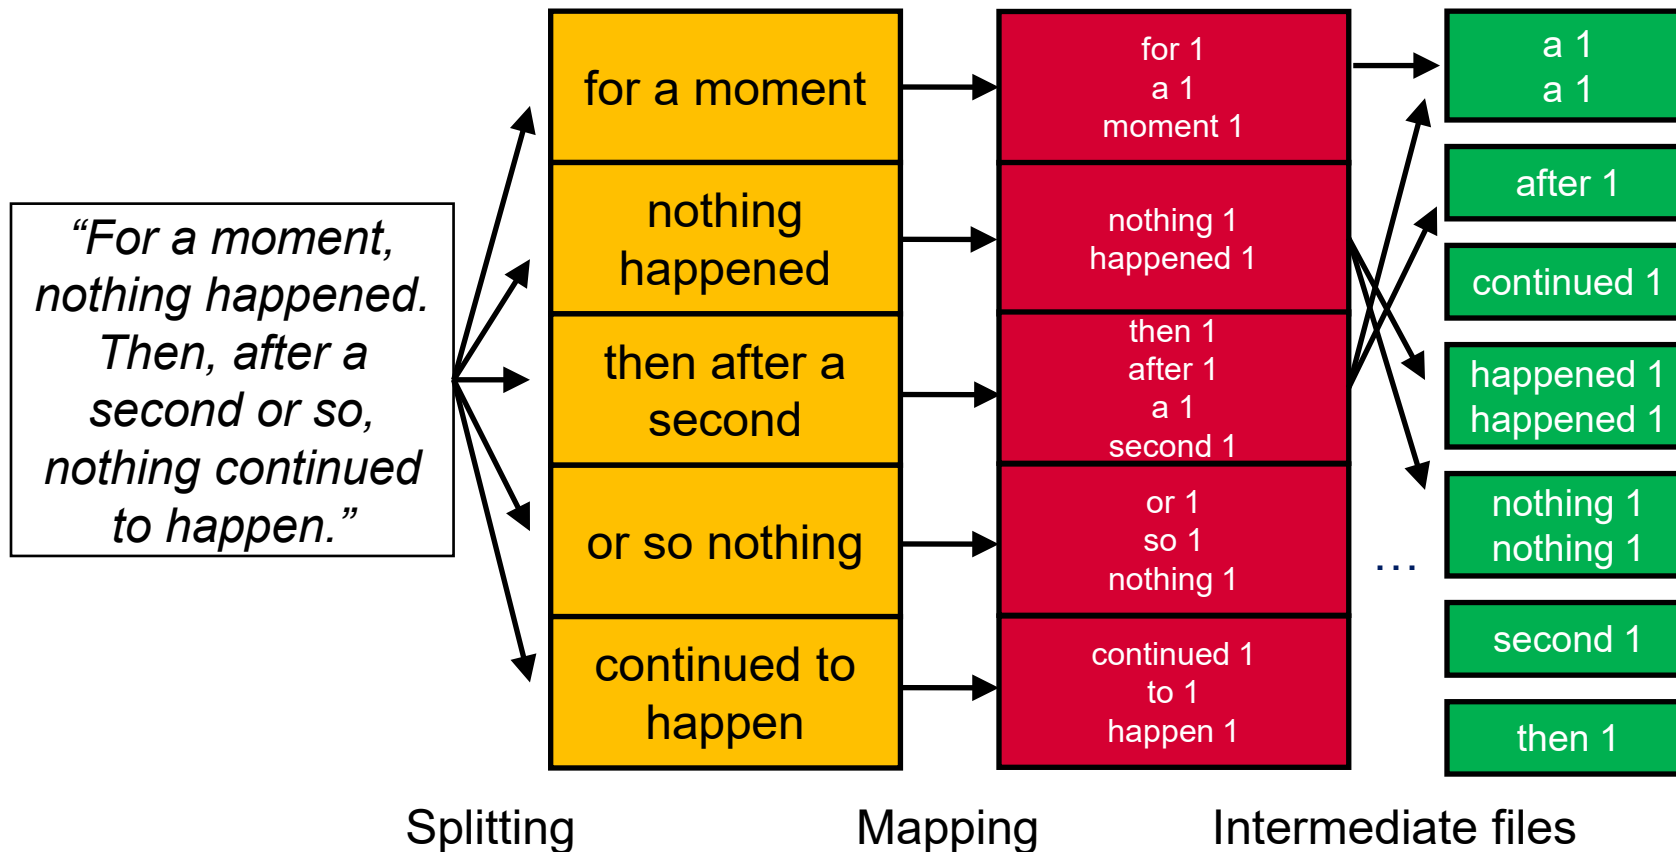 “For a moment,
nothing happened.
Then, after a
second or so,
nothing continued
to happen.”
for a moment
nothing
happened
then after a
second
or so nothing
continued to
happen
for 1
a 1
moment 1
nothing 1
happened 1
then 1
after 1
a 1
second 1
or 1
so 1
nothing 1
continued 1
to 1
happen 1
...
a 1
a 1
after 1
continued 1
happened 1
happened 1
nothing 1
nothing 1
second 1
then 1
Splitting
Mapping
Intermediate files